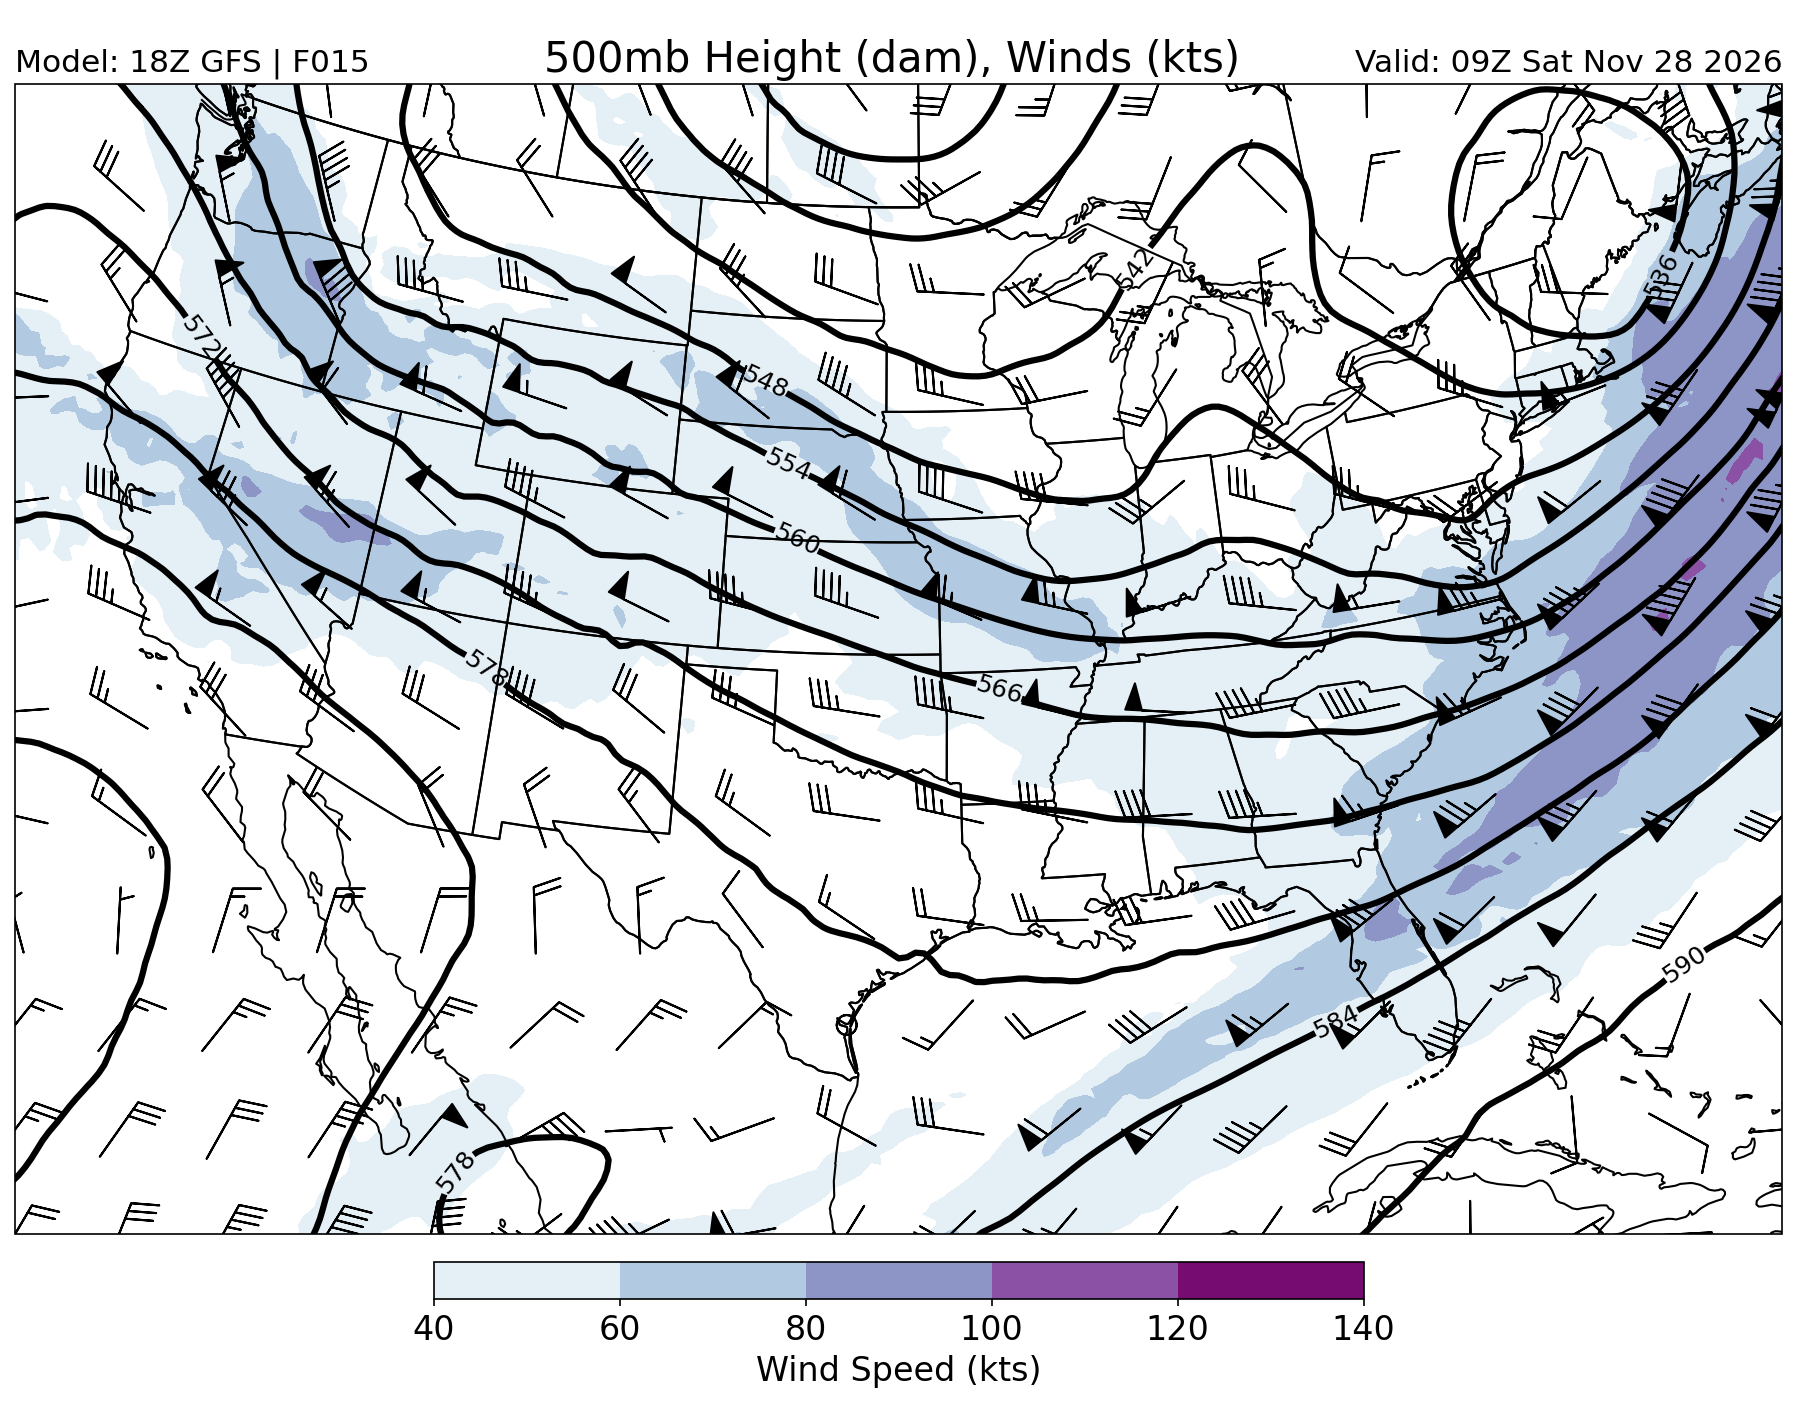 Model: 18Z GFS | F015
500mb Height (dam), Winds (kts)
Valid: 09Z Sat Nov 28 2026
542
536
572
548
554
560
578
566
590
584
578
40 60 80 100 120 140
Wind Speed (kts)